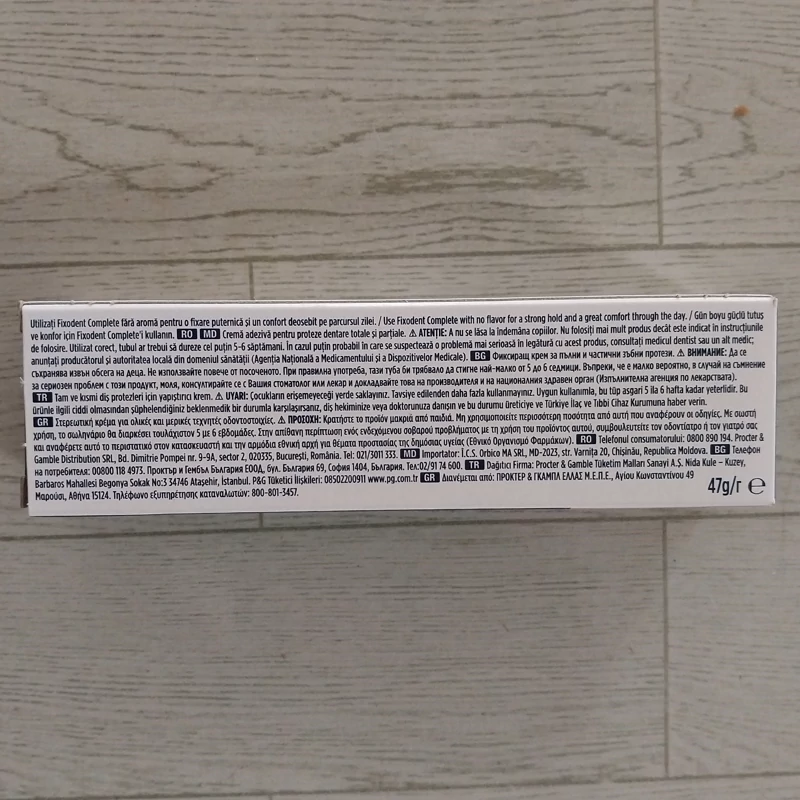 Utilizați Fixodent Complete fără aromă pentru o fixare puternică și un confort deosebit pe parcursul zilei. / Use Fixodent Complete with no flavor for a strong hold and a great comfort through the day. / Gün boyu güçlü tutuş
ve konfor için Fixodent Complete'i kullanın. RO MD Cremă adezivă pentru proteze dentare totale și parțiale. ⚠ ATENȚIE: A nu se lăsa la îndemâna copiilor. Nu folosiți mai mult produs decât este indicat în instrucțiunile
de folosire. Utilizat corect, tubul ar trebui să dureze cel puțin 5-6 săptămâni. În cazul puțin probabil în care se suspectează o problemă mai serioasă în legătură cu acest produs, consultați medicul dentist sau un alt medic;
anunțați producătorul și autoritatea locală din domeniul sănătății (Agenția Națională a Medicamentului și a Dispozitivelor Medicale). BG Фиксиращ крем за пълни и частични зъбни протези. ⚠ ВНИМАНИЕ: Да се
съхранява извън обсега на деца. Не използвайте повече от посоченото. При правилна употреба, тази туба би трябвало да стигне най-малко от 5 до 6 седмици. Въпреки, че е малко вероятно, в случай на съмнение
за сериозен проблем с този продукт, моля, консултирайте се с Вашия стоматолог или лекар и докладвайте това на производителя и на националния здравен орган (Изпълнителна агенция по лекарствата).
TR Tam ve kısmi diş protezleri için yapıştırıcı krem. ⚠ UYARI: Çocukların erişemeyeceği yerde saklayınız. Tavsiye edilenden daha fazla kullanmayınız. Uygun kullanımla, bu tüp asgari 5 ila 6 hafta kadar yeterlidir. Bu
ürünle ilgili ciddi olmasından şüphelendiğiniz beklenmedik bir durumla karşılaşırsanız, diş hekiminize veya doktorunuza danışın ve bu durumu üreticiye ve Türkiye İlaç ve Tıbbi Cihaz Kurumuna haber verin.
GR Στερεωτική κρέμα για ολικές και μερικές τεχνητές οδοντοστοιχίες. ⚠ ΠΡΟΣΟΧΗ: Κρατήστε το προϊόν μακριά από παιδιά. Μη χρησιμοποιείτε περισσότερη ποσότητα από αυτή που αναφέρουν οι οδηγίες. Με σωστή
χρήση, το σωληνάριο θα διαρκέσει τουλάχιστον 5 με 6 εβδομάδες. Στην απίθανη περίπτωση ενός ενδεχόμενου σοβαρού προβλήματος με τη χρήση του προϊόντος αυτού, συμβουλευτείτε τον οδοντίατρο ή τον γιατρό σας
και αναφέρετε αυτό το περιστατικό στον κατασκευαστή και την αρμόδια εθνική αρχή για θέματα προστασίας της δημόσιας υγείας (Εθνικό Οργανισμό Φαρμάκων). RO Telefonul consumatorului: 0800 890 194. Procter &
Gamble Distribution SRL, Bd. Dimitrie Pompei nr. 9-9A, sector 2, 020335, București, România. Tel: 021/3011 333. MD Importator: Î.C.S. Orbico MA SRL, MD-2023, str. Varnița 20, Chișinău, Republica Moldova. BG Телефон
на потребителя: 00800 118 4973. Проктър и Гембъл България ЕООД, бул. България 69, София 1404, България. Тел:02/91 74 600. TR Dağıtıcı Firma: Procter & Gamble Tüketim Malları Sanayi A.Ş. Nida Kule – Kuzey,
Barbaros Mahallesi Begonya Sokak No:3 34746 Ataşehir, İstanbul. P&G Tüketici İlişkileri: 08502200911 www.pg.com.tr GR Διανέμεται από: ΠΡΟΚΤΕΡ & ΓΚΑΜΠΛ ΕΛΛΑΣ Μ.Ε.Π.Ε., Αγίου Κωνσταντίνου 49
Μαρούσι, Αθήνα 15124. Τηλέφωνο εξυπηρέτησης καταναλωτών: 800-801-3457.
47g/г ℮